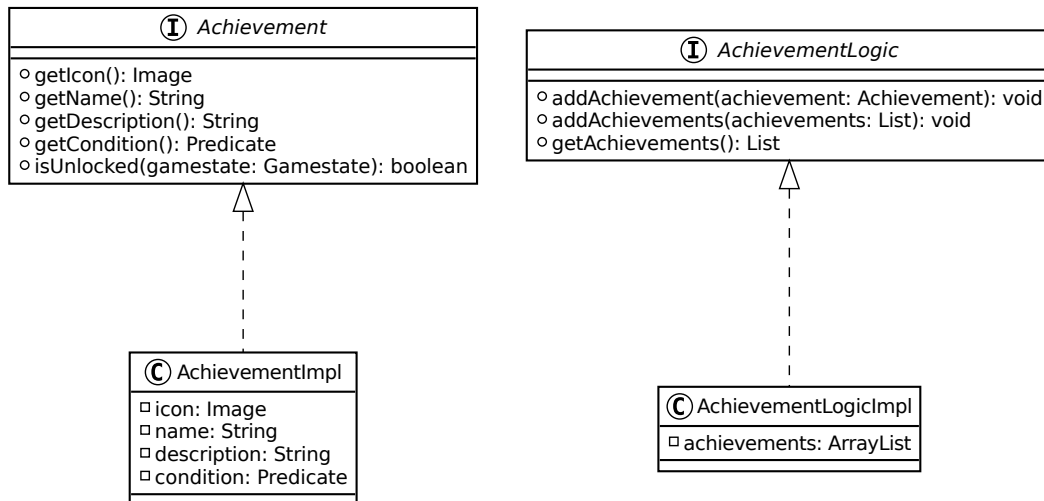 I Achievement
getIcon(): Image
getName(): String
getDescription(): String
getCondition(): Predicate
isUnlocked(gamestate: Gamestate): boolean
I AchievementLogic
addAchievement(achievement: Achievement): void
addAchievements(achievements: List): void
getAchievements(): List
C AchievementImpl
icon: Image
name: String
description: String
condition: Predicate
C AchievementLogicImpl
achievements: ArrayList